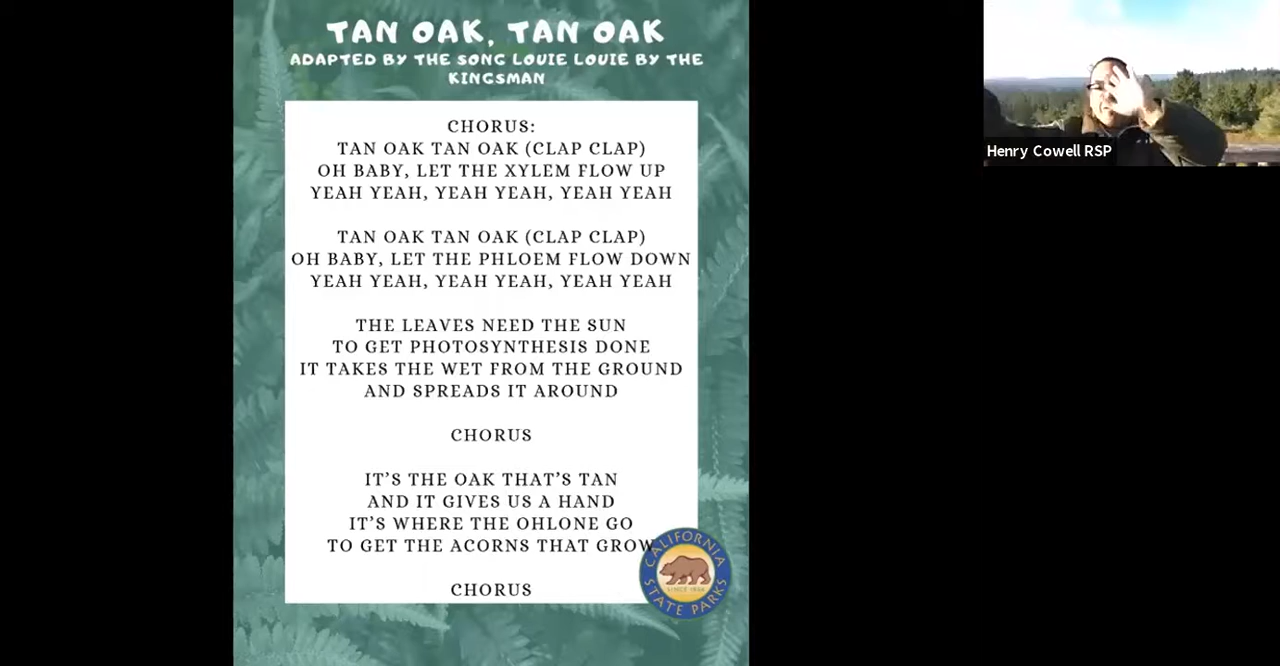 TAN OAK, TAN OAK
ADAPTED BY THE SONG LOUIE LOUIE BY THE
KINGSMAN
CHORUS:
TAN OAK TAN OAK (CLAP CLAP)
OH BABY, LET THE XYLEM FLOW UP
YEAH YEAH, YEAH YEAH, YEAH YEAH
TAN OAK TAN OAK (CLAP CLAP)
OH BABY, LET THE PHLOEM FLOW DOWN
YEAH YEAH, YEAH YEAH, YEAH YEAH
THE LEAVES NEED THE SUN
TO GET PHOTOSYNTHESIS DONE
IT TAKES THE WET FROM THE GROUND
AND SPREADS IT AROUND
CHORUS
IT'S THE OAK THAT'S TAN
AND IT GIVES US A HAND
IT'S WHERE THE OHLONE GO
TO GET THE ACORNS THAT GROW
CHORUS
CALIFORNIA
SINCE 1864
STATE PARKS
Henry Cowell RSP